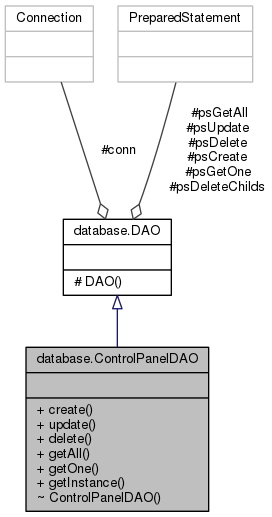 Connection
PreparedStatement
#conn
#psGetAll
#psUpdate
#psDelete
#psCreate
#psGetOne
#psDeleteChilds
database.DAO
# DAO()
database.ControlPanelDAO
+ create()
+ update()
+ delete()
+ getAll()
+ getOne()
+ getInstance()
~ ControlPanelDAO()